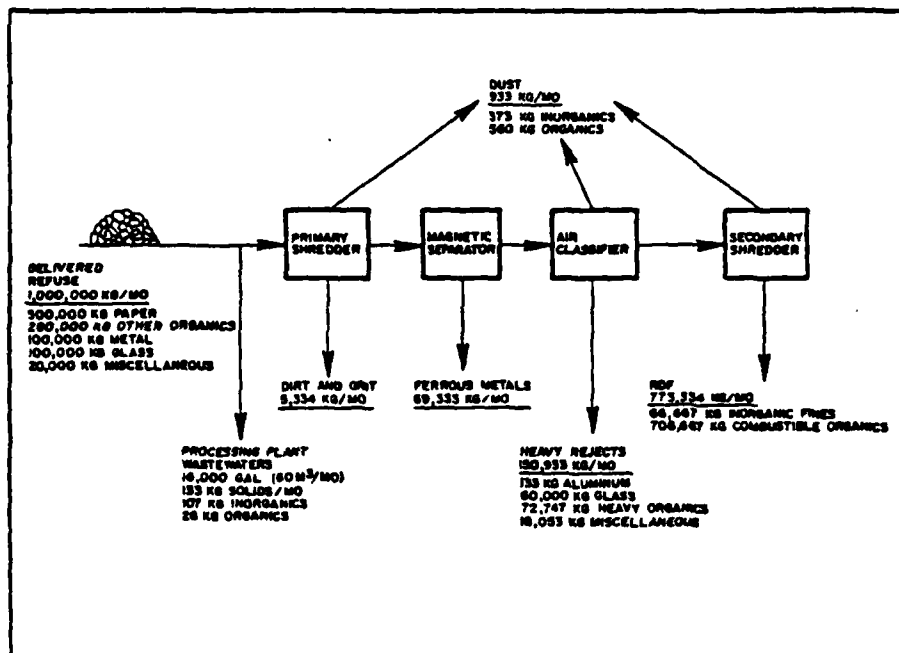 DUST
933 KG/MO
373 KG INORGANICS
560 KG ORGANICS
PRIMARY
SHREDDER
MAGNETIC
SEPARATOR
AIR
CLASSIFIER
SECONDARY
SHREDDER
DELIVERED
REFUSE
1,000,000 KG/MO
500,000 KG PAPER
280,000 KG OTHER ORGANICS
100,000 KG METAL
100,000 KG GLASS
20,000 KG MISCELLANEOUS
DIRT AND GRIT
5,334 KG/MO
FERROUS METALS
69,333 KG/MO
RDF
773,334 KG/MO
66,667 KG INORGANIC FINES
706,667 KG COMBUSTIBLE ORGANICS
PROCESSING PLANT
WASTEWATERS
16,000 GAL (60 M³/MO)
133 KG SOLIDS/MO
107 KG INORGANICS
26 KG ORGANICS
HEAVY REJECTS
150,933 KG/MO
133 KG ALUMINUM
60,000 KG GLASS
72,747 KG HEAVY ORGANICS
18,053 KG MISCELLANEOUS